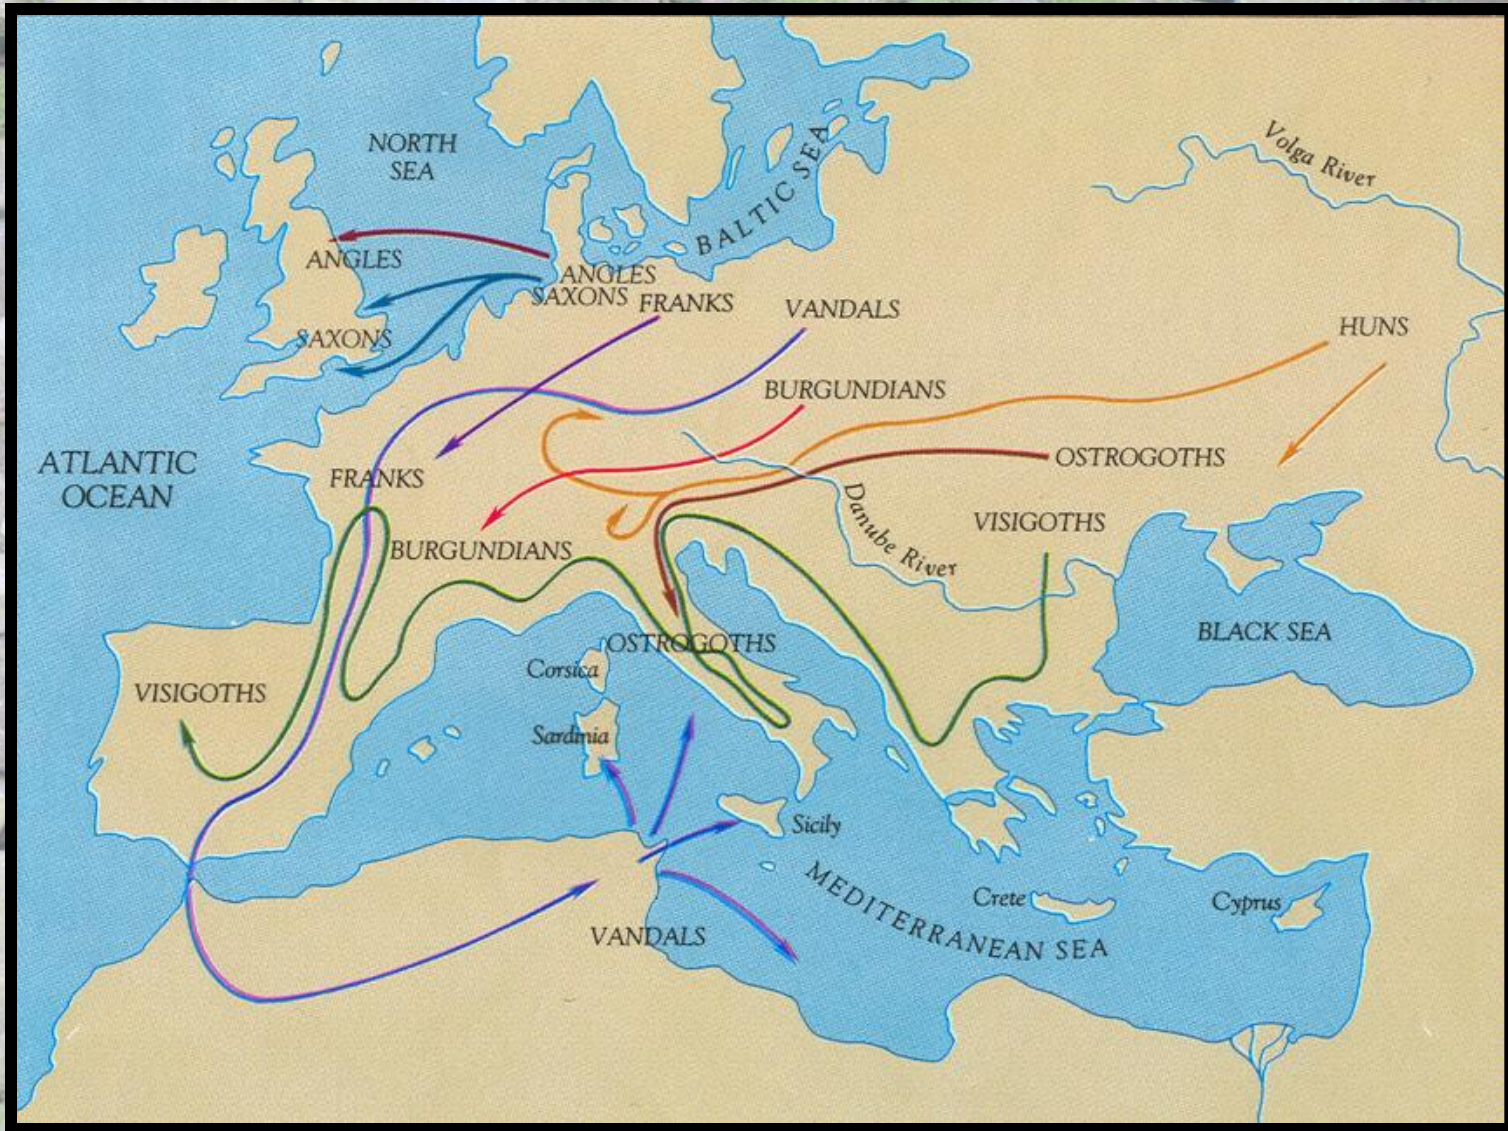 NORTH
SEA
BALTIC SEA
Volga River
ANGLES
ANGLES
SAXONS
FRANKS
VANDALS
SAXONS
HUNS
BURGUNDIANS
ATLANTIC
OCEAN
FRANKS
OSTROGOTHS
Danube River
VISIGOTHS
BURGUNDIANS
BLACK SEA
OSTROGOTHS
Corsica
VISIGOTHS
Sardinia
Sicily
MEDITERRANEAN SEA
Crete
Cyprus
VANDALS